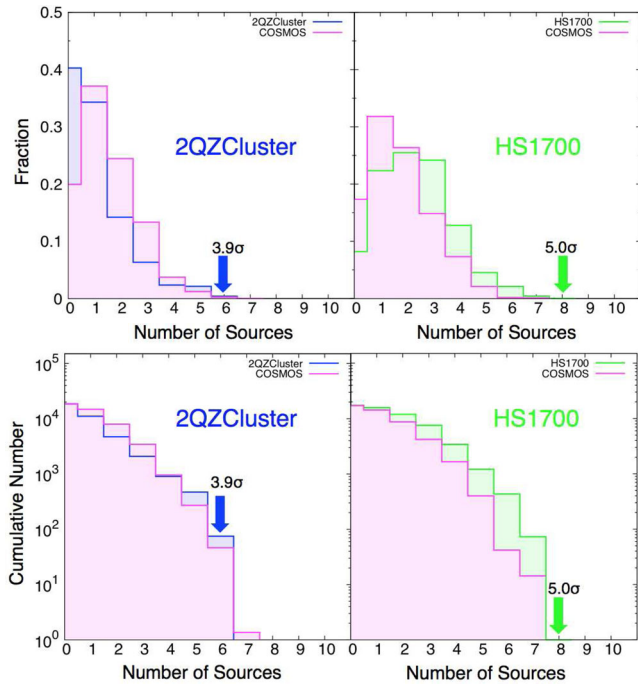 2QZCluster
COSMOS
2QZCluster
3.9σ
Fraction
0.5
0.4
0.3
0.2
0.1
0
0 1 2 3 4 5 6 7 8 9 10
Number of Sources
HS1700
COSMOS
HS1700
5.0σ
0 1 2 3 4 5 6 7 8 9 10
Number of Sources
2QZCluster
COSMOS
2QZCluster
3.9σ
Cumulative Number
10⁵
10⁴
10³
10²
10¹
10⁰
0 1 2 3 4 5 6 7 8 9 10
Number of Sources
HS1700
COSMOS
HS1700
5.0σ
0 1 2 3 4 5 6 7 8 9 10
Number of Sources